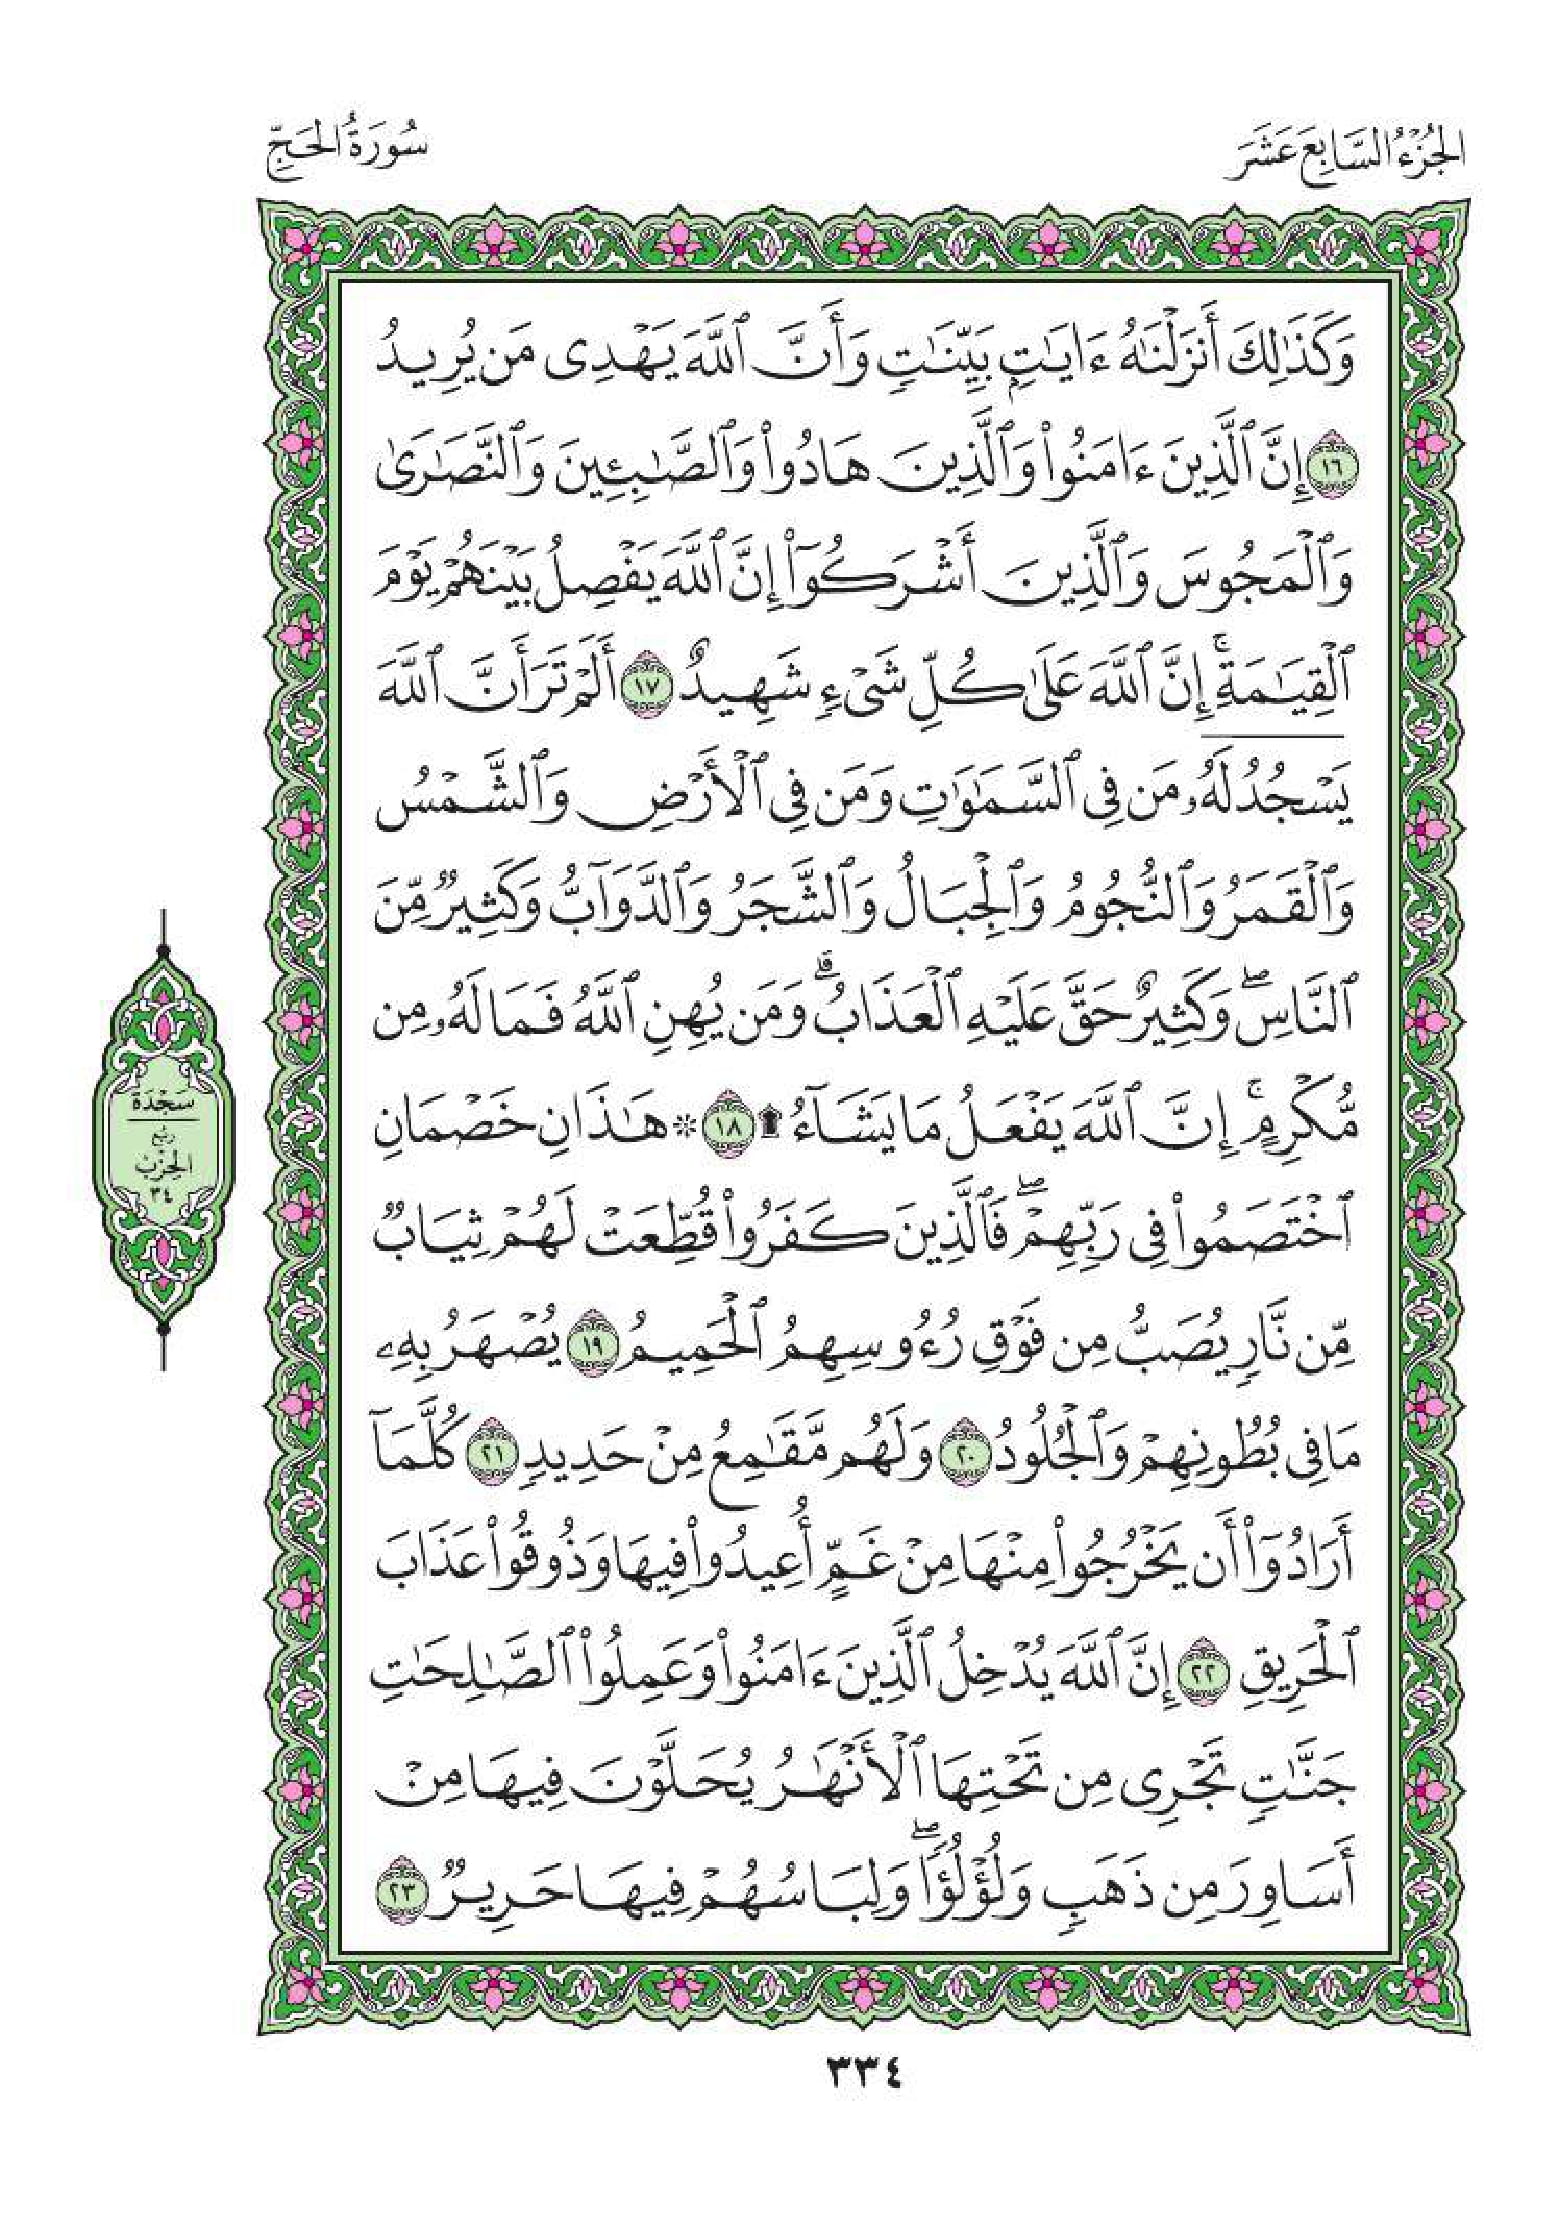 الجُزْءُ السَّابِعَ عَشَرَ
سُورَةُ الحَجِّ
وَكَذَٰلِكَ أَنزَلْنَٰهُ ءَايَٰتٍۭ بَيِّنَٰتٍ وَأَنَّ ٱللَّهَ يَهْدِى مَن يُرِيدُ
١٦ إِنَّ ٱلَّذِينَ ءَامَنُوا۟ وَٱلَّذِينَ هَادُوا۟ وَٱلصَّٰبِـِٔينَ وَٱلنَّصَٰرَىٰ
وَٱلْمَجُوسَ وَٱلَّذِينَ أَشْرَكُوٓا۟ إِنَّ ٱللَّهَ يَفْصِلُ بَيْنَهُمْ يَوْمَ
ٱلْقِيَٰمَةِ ۚ إِنَّ ٱللَّهَ عَلَىٰ كُلِّ شَىْءٍ شَهِيدٌ ١٧ أَلَمْ تَرَ أَنَّ ٱللَّهَ
يَسْجُدُ لَهُۥ مَن فِى ٱلسَّمَٰوَٰتِ وَمَن فِى ٱلْأَرْضِ وَٱلشَّمْسُ
وَٱلْقَمَرُ وَٱلنُّجُومُ وَٱلْجِبَالُ وَٱلشَّجَرُ وَٱلدَّوَآبُّ وَكَثِيرٌ مِّنَ
ٱلنَّاسِ ۖ وَكَثِيرٌ حَقَّ عَلَيْهِ ٱلْعَذَابُ ۗ وَمَن يُهِنِ ٱللَّهُ فَمَا لَهُۥ مِن
مُّكْرِمٍ ۚ إِنَّ ٱللَّهَ يَفْعَلُ مَا يَشَآءُ ۩ ١٨ ۞ هَٰذَانِ خَصْمَانِ
ٱخْتَصَمُوا۟ فِى رَبِّهِمْ ۖ فَٱلَّذِينَ كَفَرُوا۟ قُطِّعَتْ لَهُمْ ثِيَابٌ
مِّن نَّارٍ يُصَبُّ مِن فَوْقِ رُءُوسِهِمُ ٱلْحَمِيمُ ١٩ يُصْهَرُ بِهِۦ
مَا فِى بُطُونِهِمْ وَٱلْجُلُودُ ٢٠ وَلَهُم مَّقَٰمِعُ مِنْ حَدِيدٍ ٢١ كُلَّمَآ
أَرَادُوٓا۟ أَن يَخْرُجُوا۟ مِنْهَا مِنْ غَمٍّ أُعِيدُوا۟ فِيهَا وَذُوقُوا۟ عَذَابَ
ٱلْحَرِيقِ ٢٢ إِنَّ ٱللَّهَ يُدْخِلُ ٱلَّذِينَ ءَامَنُوا۟ وَعَمِلُوا۟ ٱلصَّٰلِحَٰتِ
جَنَّٰتٍ تَجْرِى مِن تَحْتِهَا ٱلْأَنْهَٰرُ يُحَلَّوْنَ فِيهَا مِنْ
أَسَاوِرَ مِن ذَهَبٍ وَلُؤْلُؤًا ۖ وَلِبَاسُهُمْ فِيهَا حَرِيرٌ ٢٣
سَجْدَة
رُبْع
الحِزْبُ
٣٤
٣٣٤